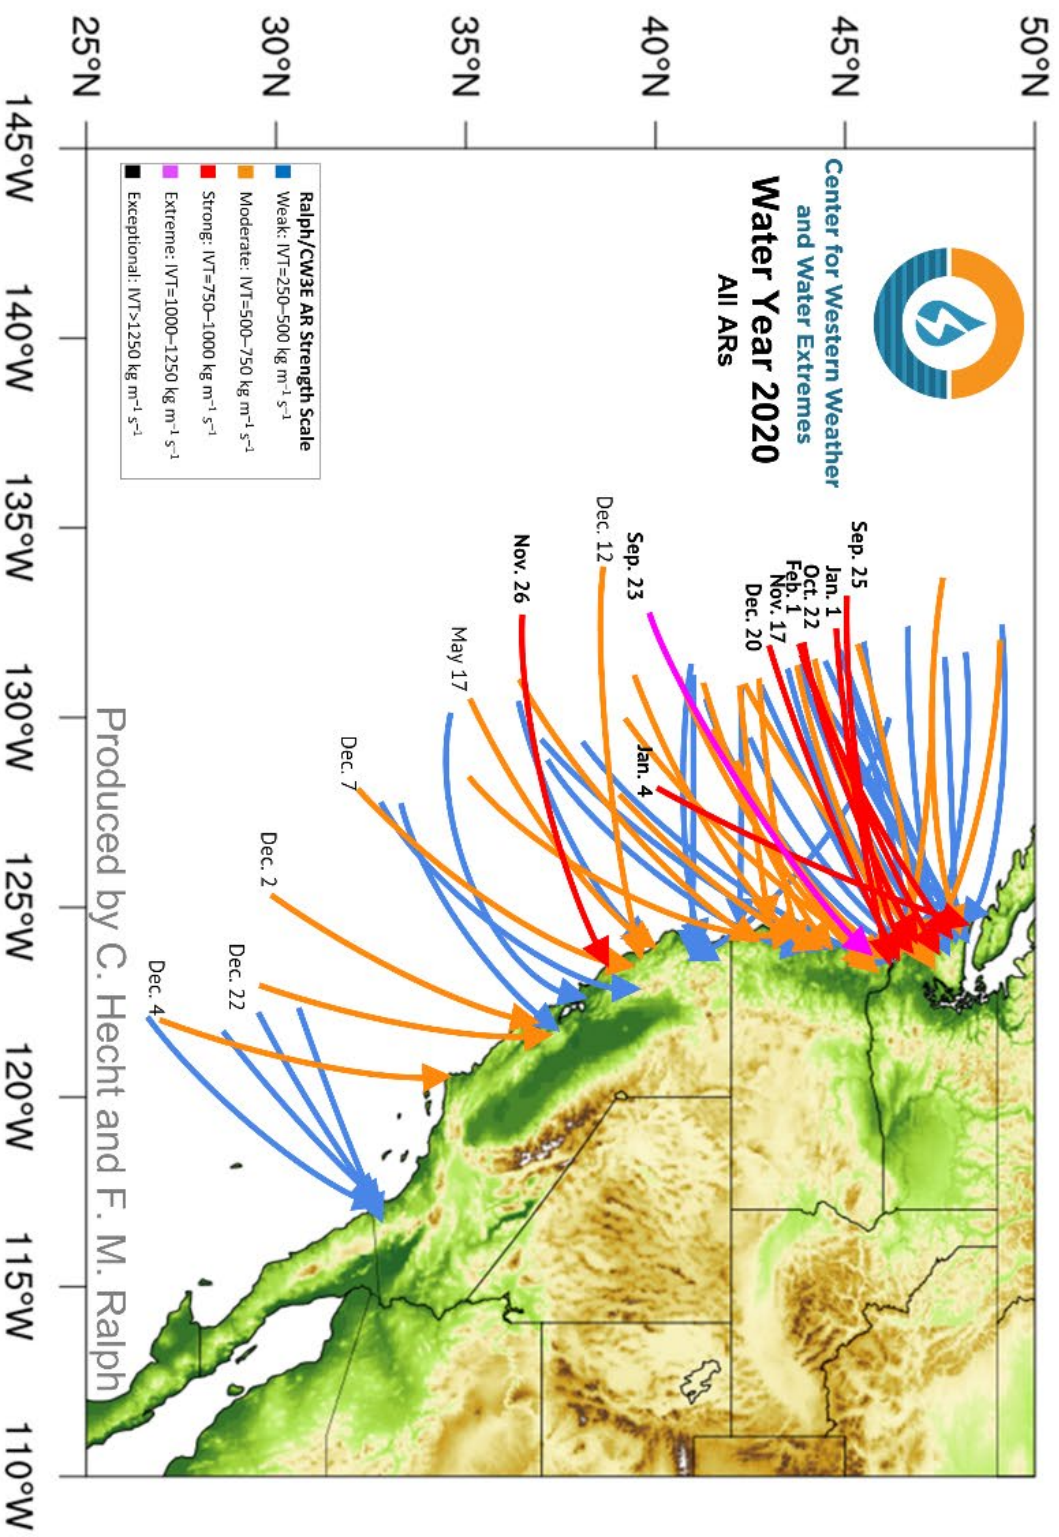 50°N
45°N
40°N
35°N
30°N
25°N
145°W
140°W
135°W
130°W
125°W
120°W
115°W
110°W
Center for Western Weather
and Water Extremes
Water Year 2020
All ARs
Ralph/CW3E AR Strength Scale
Weak: IVT=250–500 kg m⁻¹ s⁻¹
Moderate: IVT=500–750 kg m⁻¹ s⁻¹
Strong: IVT=750–1000 kg m⁻¹ s⁻¹
Extreme: IVT=1000–1250 kg m⁻¹ s⁻¹
Exceptional: IVT>1250 kg m⁻¹ s⁻¹
Sep. 25
Jan. 1
Oct. 22
Feb. 1
Nov. 17
Dec. 20
Sep. 23
Dec. 12
Jan. 4
Nov. 26
May 17
Dec. 7
Dec. 2
Dec. 22
Dec. 4
Produced by C. Hecht and F. M. Ralph